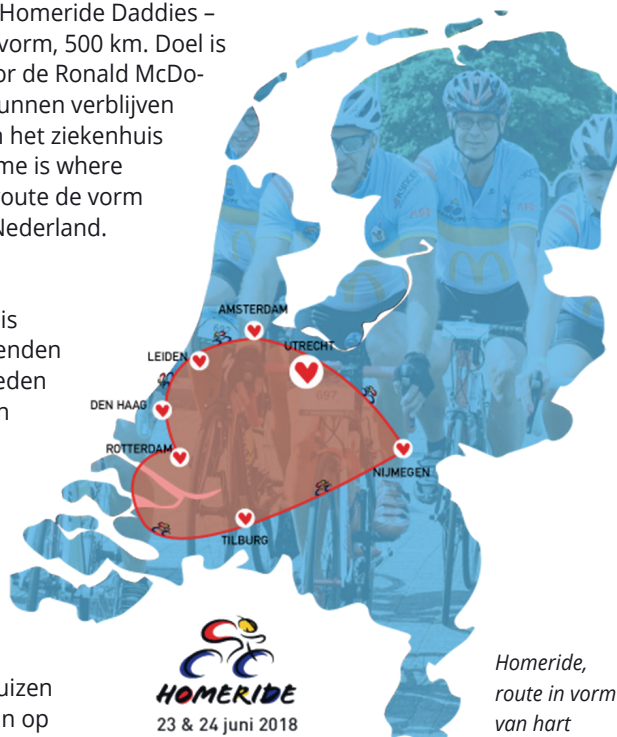 Homeride Daddies –
vorm, 500 km. Doel is
or de Ronald McDo-
unnen verblijven
n het ziekenhuis
me is where
route de vorm
Nederland.
is
enden
eden
n
uizen
n op
AMSTERDAM
UTRECHT
LEIDEN
DEN HAAG
ROTTERDAM
NIJMEGEN
TILBURG
HOMERIDE
23 & 24 juni 2018
Homeride,
route in vorm
van hart